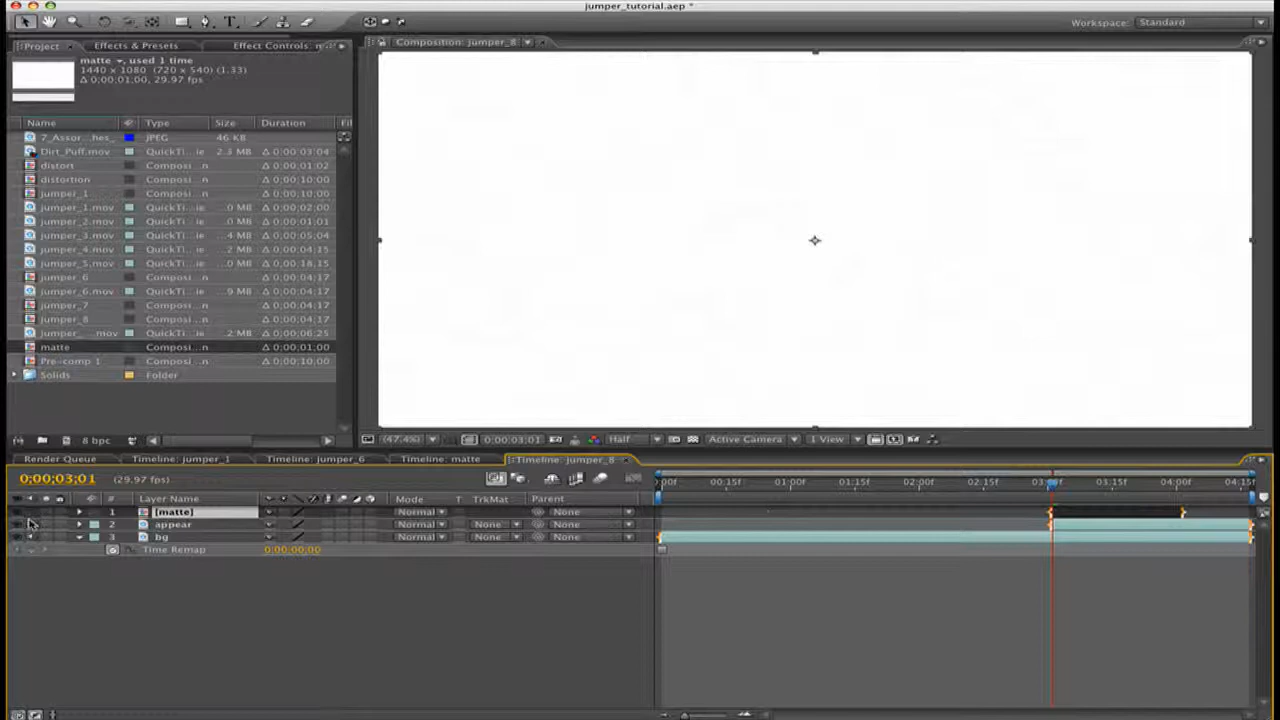 jumper_tutorial.aep *
Workspace: Standard
Project Effects & Presets Effect Controls: m
Composition: jumper_8
matte , used 1 time
1440 x 1080 (720 x 540) (1.33)
Δ 0;00;01;00, 29.97 fps
Name Type Size Duration Fi
7_Assor...hes_ JPEG 46 KB
Dirt_Puff.mov QuickTi...ie 2.3 MB Δ 0;00;03;04
distort Composi...n Δ 0;00;01;02
distortion Composi...n Δ 0;00;10;00
jumper_1 Composi...n Δ 0;00;10;00
jumper_1.mov QuickTi...ie ...0 MB Δ 0;00;02;00
jumper_2.mov QuickTi...ie ...0 MB Δ 0;00;01;01
jumper_3.mov QuickTi...ie ...4 MB Δ 0;00;05;04
jumper_4.mov QuickTi...ie ...2 MB Δ 0;00;04;15
jumper_5.mov QuickTi...ie ...0 MB Δ 0;00;18;15
jumper_6 Composi...n Δ 0;00;04;17
jumper_6.mov QuickTi...ie ...9 MB Δ 0;00;04;17
jumper_7 Composi...n Δ 0;00;04;17
jumper_8 Composi...n Δ 0;00;04;17
jumper_...mov QuickTi...ie ...2 MB Δ 0;00;06;25
matte Composi...n Δ 0;00;01;00
Pre-comp 1 Composi...n Δ 0;00;10;00
Solids Folder
8 bpc
(47.4%) 0;00;03;01 Half Active Camera 1 View
Render Queue Timeline: jumper_1 Timeline: jumper_6 Timeline: matte Timeline: jumper_8
0;00;03;01 (29.97 fps)
:00f 00:15f 01:00f 01:15f 02:00f 02:15f 03:00f 03:15f 04:00f 04:15f
# Layer Name Mode T TrkMat Parent
1 [matte] Normal None
2 appear Normal None None
3 bg Normal None None
Time Remap 0;00;00;00